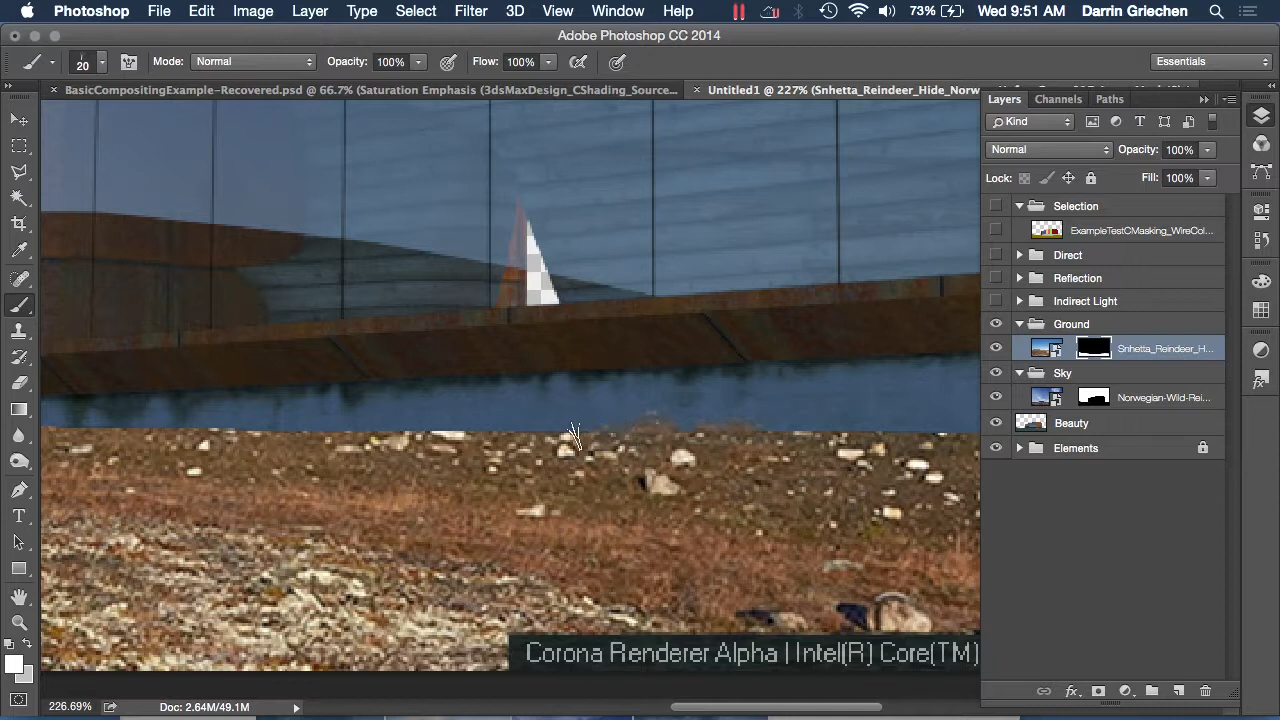 Photoshop File Edit Image Layer Type Select Filter 3D View Window Help 73% Wed 9:51 AM Darrin Griechen
Adobe Photoshop CC 2014
20 Mode: Normal Opacity: 100% Flow: 100% Essentials
BasicCompositingExample-Recovered.psd @ 66.7% (Saturation Emphasis (3dsMaxDesign_CShading_Source... Untitled1 @ 227% (Snhetta_Reindeer_Hide_Norw
Layers Channels Paths
Kind
Normal Opacity: 100%
Lock: Fill: 100%
Selection
ExampleTestCMasking_WireCol...
Direct
Reflection
Indirect Light
Ground
Snhetta_Reindeer_H...
Sky
Norwegian-Wild-Rei...
Beauty
Elements
T
Corona Renderer Alpha | Intel(R) Core(TM)
fx
226.69% Doc: 2.64M/49.1M